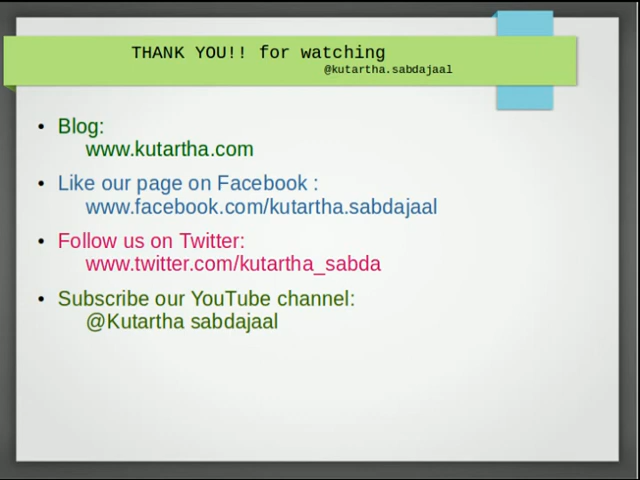 THANK YOU!! for watching
@kutartha.sabdajaal
• Blog:
www.kutartha.com
• Like our page on Facebook :
www.facebook.com/kutartha.sabdajaal
• Follow us on Twitter:
www.twitter.com/kutartha_sabda
• Subscribe our YouTube channel:
@Kutartha sabdajaal